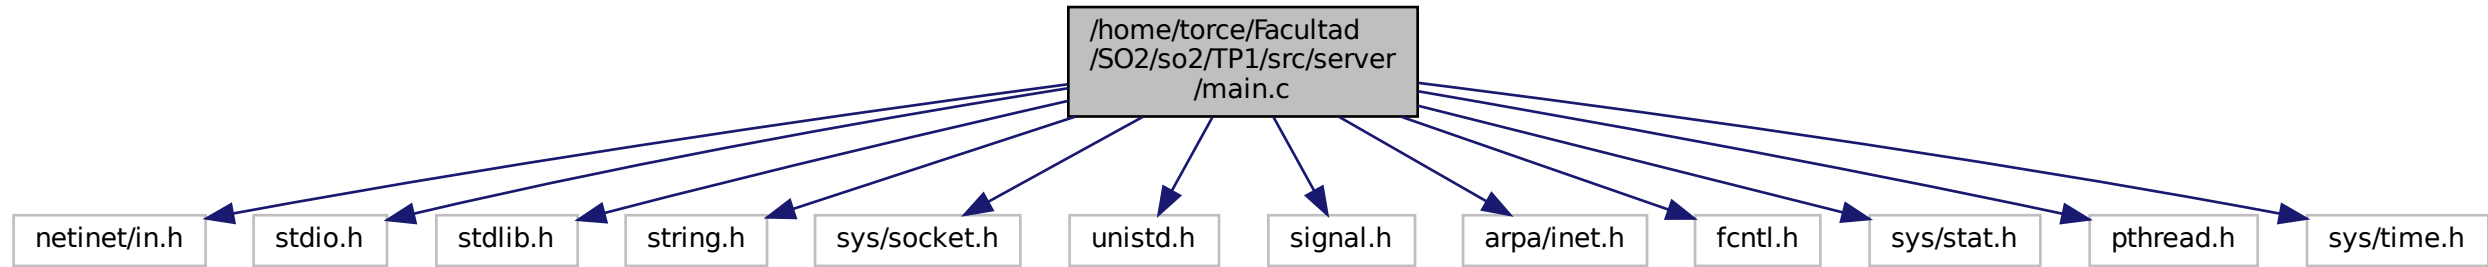 /home/torce/Facultad
/SO2/so2/TP1/src/server
/main.c
netinet/in.h
stdio.h
stdlib.h
string.h
sys/socket.h
unistd.h
signal.h
arpa/inet.h
fcntl.h
sys/stat.h
pthread.h
sys/time.h